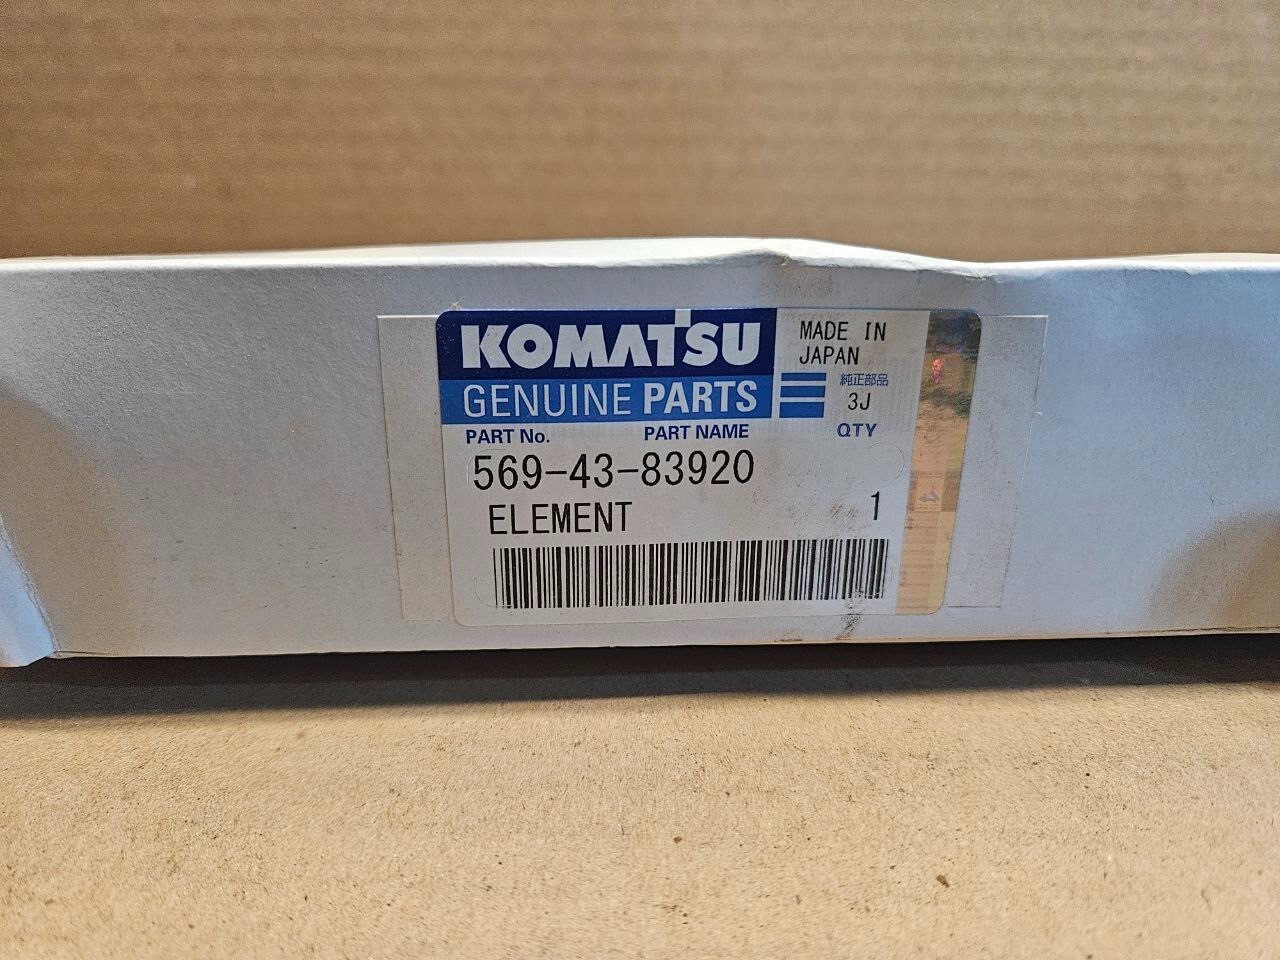 KOMATSU
MADE IN
JAPAN
GENUINE PARTS
純正部品
3J
PART No. PART NAME QTY
569-43-83920
ELEMENT 1